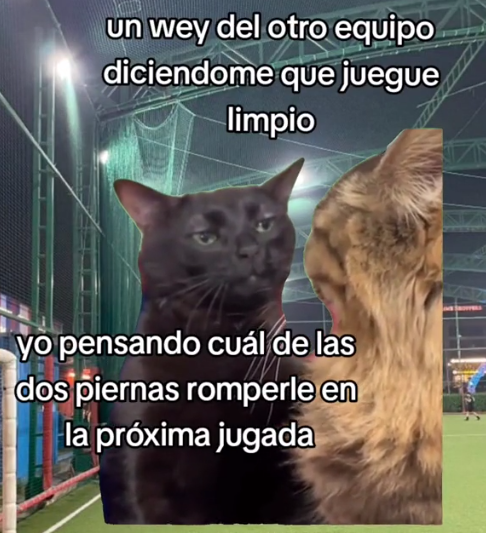 un wey del otro equipo
diciendome que juegue
limpio
yo pensando cuál de las
dos piernas romperle en
la próxima jugada